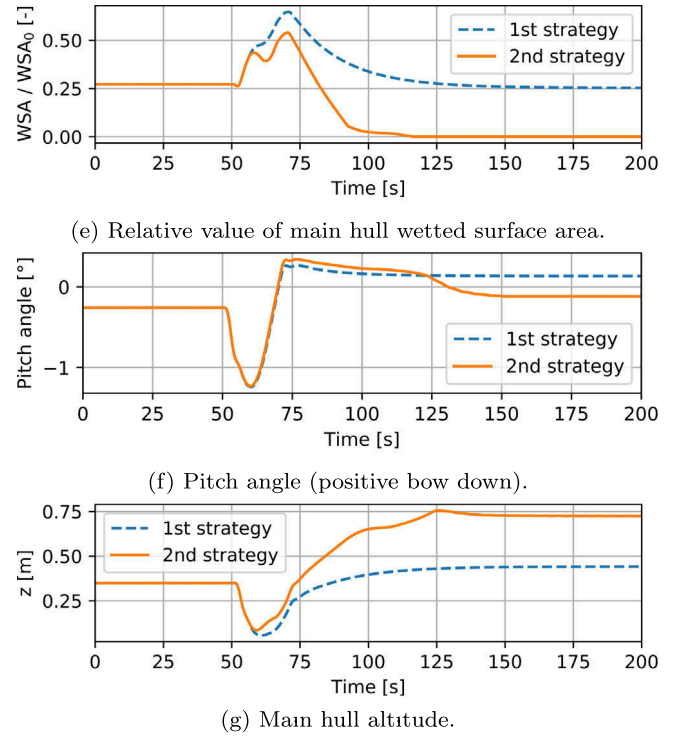 WSA / WSA₀ [-]
0.50
0.25
0.00
1st strategy
2nd strategy
0 25 50 75 100 125 150 175 200
Time [s]
(e) Relative value of main hull wetted surface area.
Pitch angle [°]
0
−1
1st strategy
2nd strategy
0 25 50 75 100 125 150 175 200
Time [s]
(f) Pitch angle (positive bow down).
z [m]
0.75
0.50
0.25
1st strategy
2nd strategy
0 25 50 75 100 125 150 175 200
Time [s]
(g) Main hull altitude.